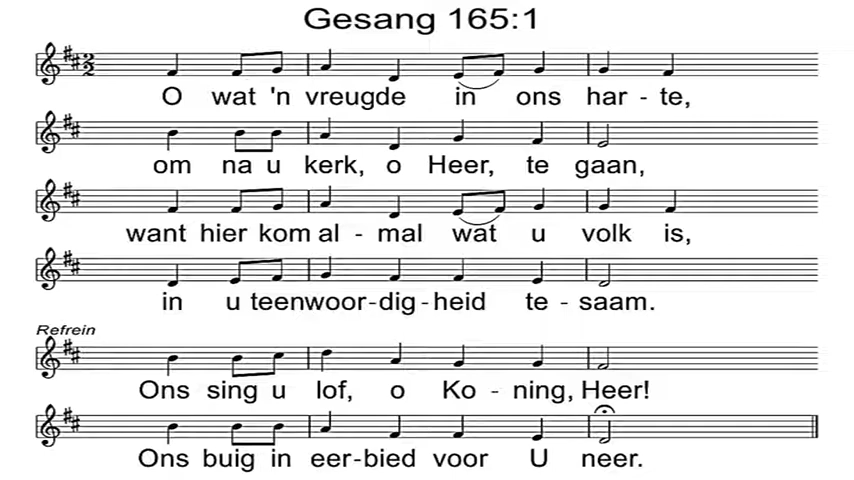 Gesang 165:1
O wat 'n vreugde in ons har - te,
om na u kerk, o Heer, te gaan,
want hier kom al - mal wat u volk is,
in u teenwoor-dig-heid te - saam.
Refrein
Ons sing u lof, o Ko - ning, Heer!
Ons buig in eer-bied voor U neer.